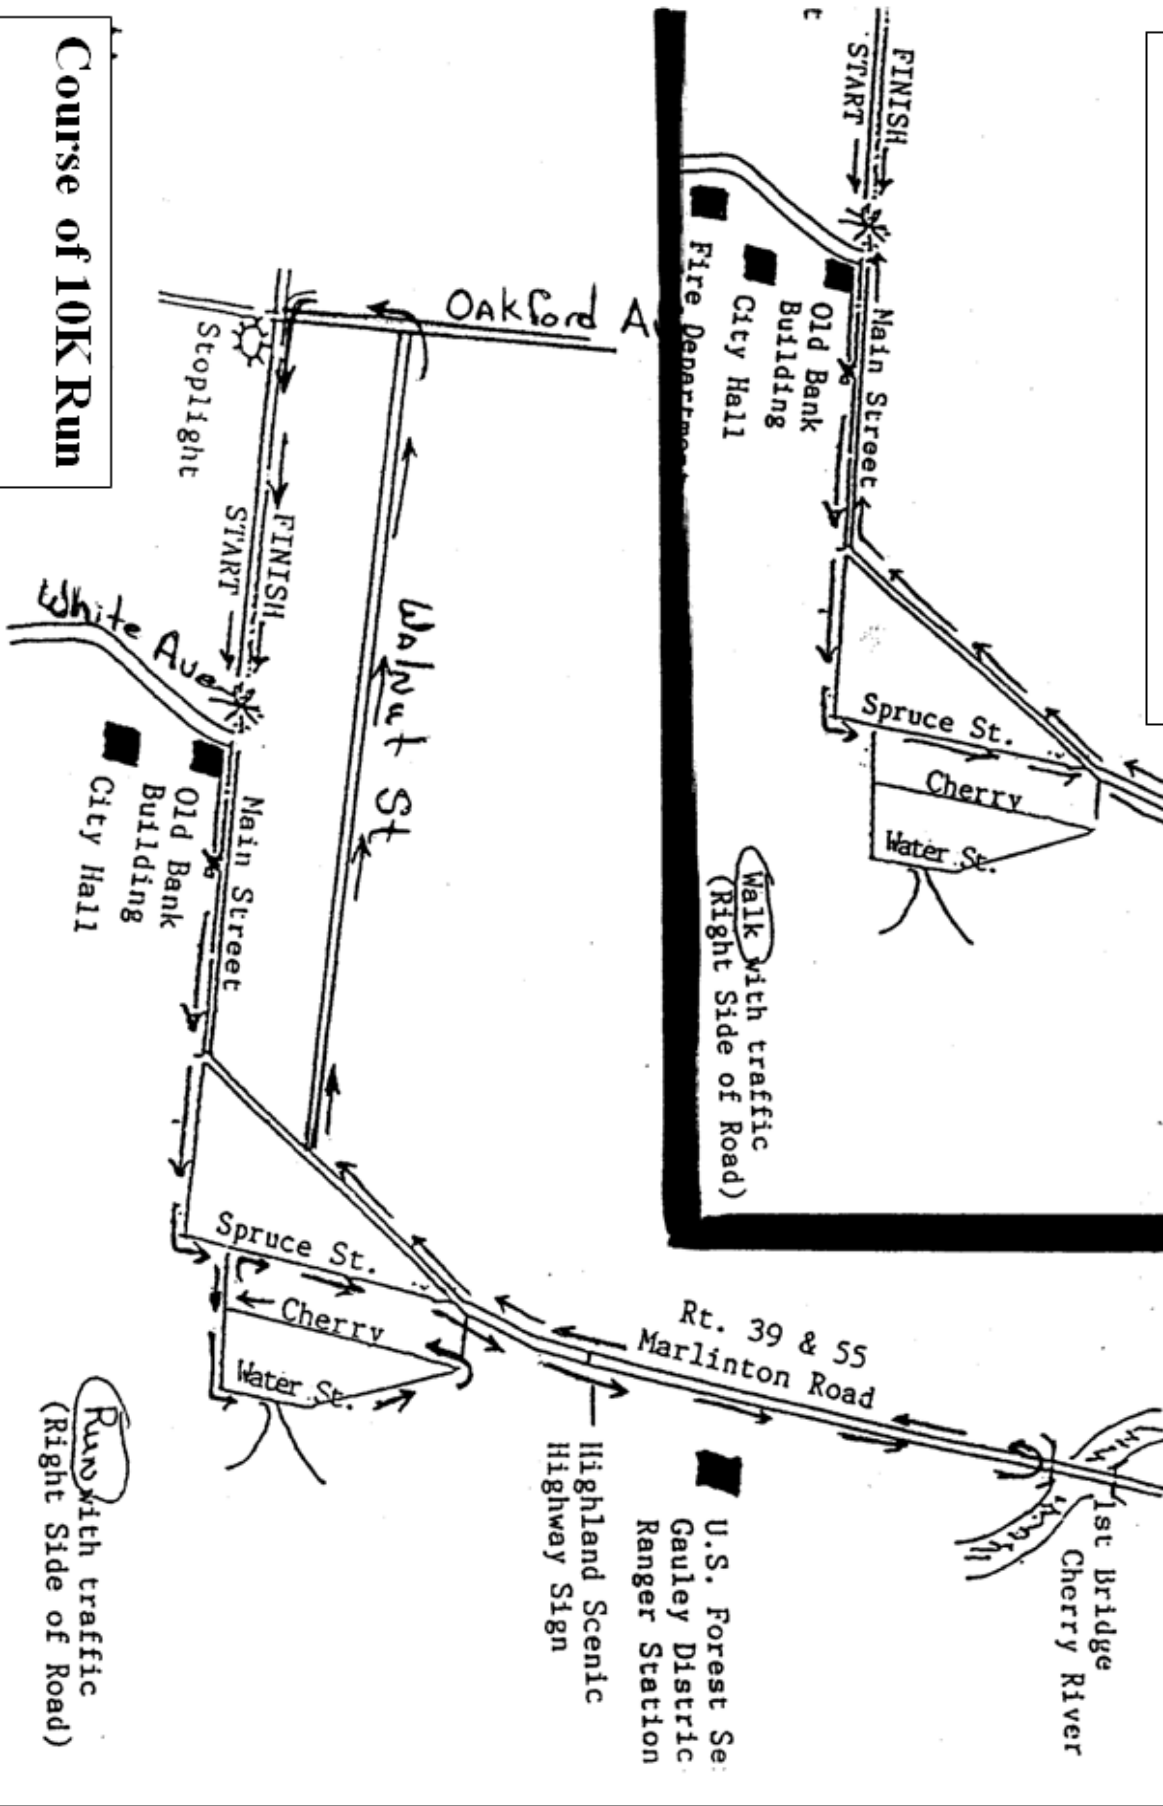 t
FINISH
START
Main Street
Old Bank
Building
City Hall
Fire Department
Spruce St.
Cherry
Water St.
Walk with traffic
(Right Side of Road)
Course of 10K Run
Oakford
Stoplight
FINISH
START
Walnut St
White Ave
Main Street
Old Bank
Building
City Hall
Spruce St.
Cherry
Water St.
Run with traffic
(Right Side of Road)
Rt. 39 & 55
Marlinton Road
1st Bridge
Cherry River
U.S. Forest Se
Gauley Distric
Ranger Station
Highland Scenic
Highway Sign